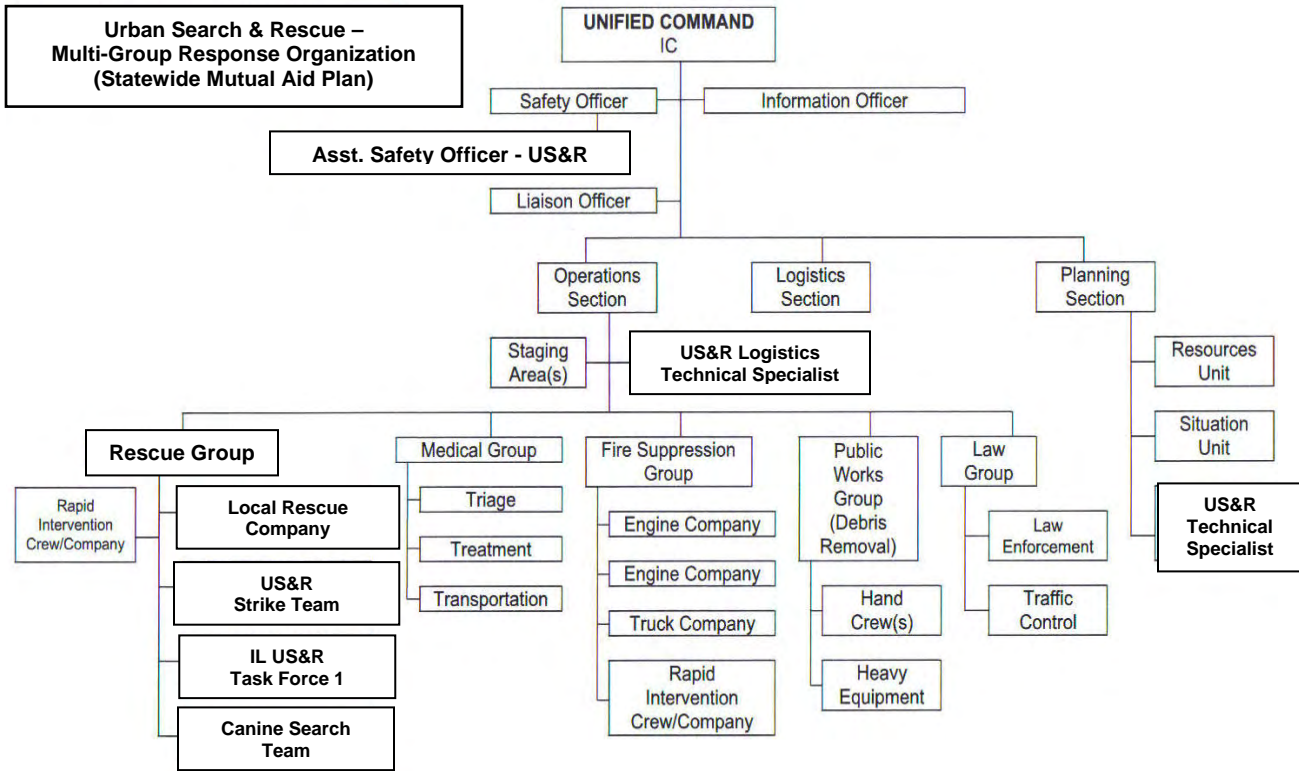 Urban Search & Rescue –
Multi-Group Response Organization
(Statewide Mutual Aid Plan)
UNIFIED COMMAND
IC
Safety Officer
Information Officer
Asst. Safety Officer - US&R
Liaison Officer
Operations
Section
Logistics
Section
Planning
Section
Staging
Area(s)
US&R Logistics
Technical Specialist
Resources
Unit
Situation
Unit
US&R
Technical
Specialist
Rescue Group
Rapid
Intervention
Crew/Company
Local Rescue
Company
US&R
Strike Team
IL US&R
Task Force 1
Canine Search
Team
Medical Group
Triage
Treatment
Transportation
Fire Suppression
Group
Engine Company
Engine Company
Truck Company
Rapid
Intervention
Crew/Company
Public
Works
Group
(Debris
Removal)
Hand
Crew(s)
Heavy
Equipment
Law
Group
Law
Enforcement
Traffic
Control